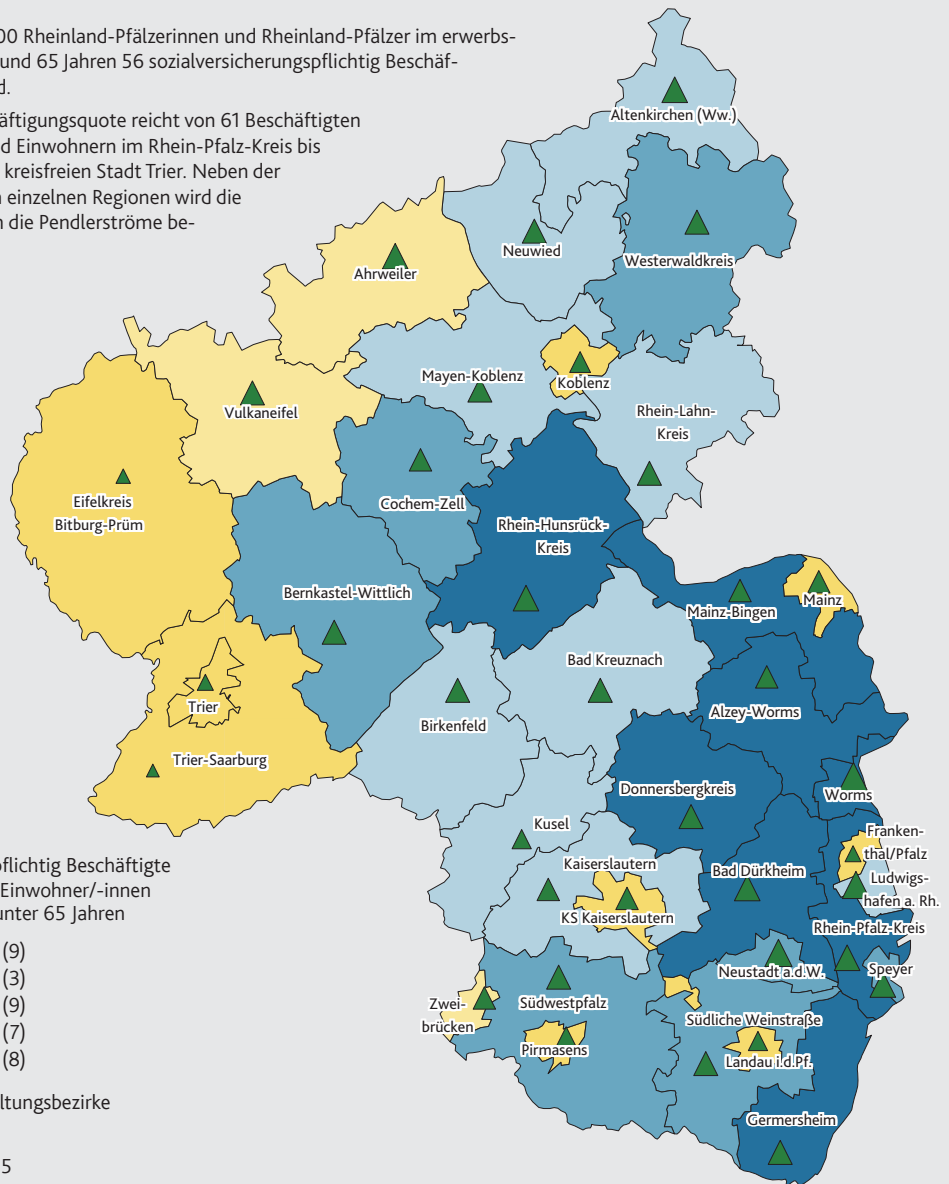 00 Rheinland-Pfälzerinnen und Rheinland-Pfälzer im erwerbs-
und 65 Jahren 56 sozialversicherungspflichtig Beschäf-
d.
äftigungsquote reicht von 61 Beschäftigten
d Einwohnern im Rhein-Pfalz-Kreis bis
kreisfreien Stadt Trier. Neben der
n einzelnen Regionen wird die
h die Pendlerströme be-
Altenkirchen (Ww.)
Neuwied
Westerwaldkreis
Ahrweiler
Mayen-Koblenz
Koblenz
Vulkaneifel
Rhein-Lahn-
Kreis
Eifelkreis
Bitburg-Prüm
Cochem-Zell
Rhein-Hunsrück-
Kreis
Bernkastel-Wittlich
Mainz-Bingen
Mainz
Bad Kreuznach
Trier
Birkenfeld
Alzey-Worms
Trier-Saarburg
Donnersbergkreis
Worms
Kusel
Franken-
thal/Pfalz
Kaiserslautern
Bad Dürkheim
Ludwigs-
hafen a. Rh.
KS Kaiserslautern
Rhein-Pfalz-Kreis
Neustadt a.d.W.
Speyer
Zwei-
brücken
Südwestpfalz
Südliche Weinstraße
Pirmasens
Landau i.d.Pf.
Germersheim
pflichtig Beschäftigte
Einwohner/-innen
unter 65 Jahren
(9)
(3)
(9)
(7)
(8)
ltungsbezirke
5